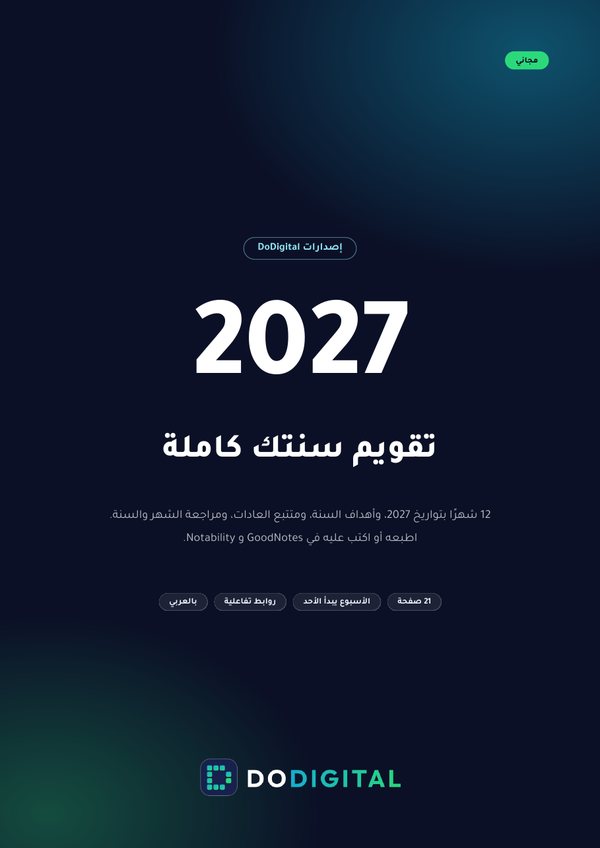 مجاني
إصدارات DoDigital
2027
تقويم سنتك كاملة
12 شهرًا بتواريخ 2027، وأهداف السنة، ومتتبع العادات، ومراجعة الشهر والسنة.
اطبعه أو اكتب عليه في GoodNotes و Notability.
21 صفحة
الأسبوع يبدأ الأحد
روابط تفاعلية
بالعربي
DODIGITAL